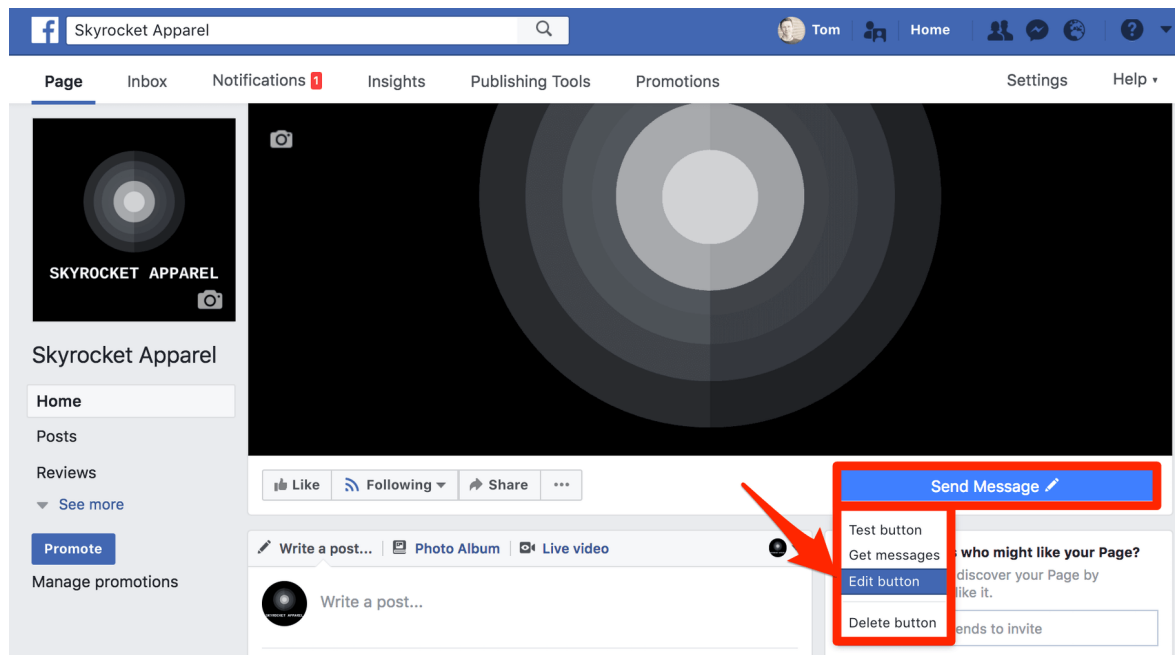 Skyrocket Apparel
Tom
Home
?
Page
Inbox
Notifications 1
Insights
Publishing Tools
Promotions
Settings
Help
SKYROCKET APPAREL
Skyrocket Apparel
Home
Posts
Reviews
See more
Promote
Manage promotions
Like
Following
Share
...
Send Message
Test button
Get messages
Edit button
Delete button
Write a post...
Photo Album
Live video
Write a post...
who might like your Page?
discover your Page by
like it.
to invite